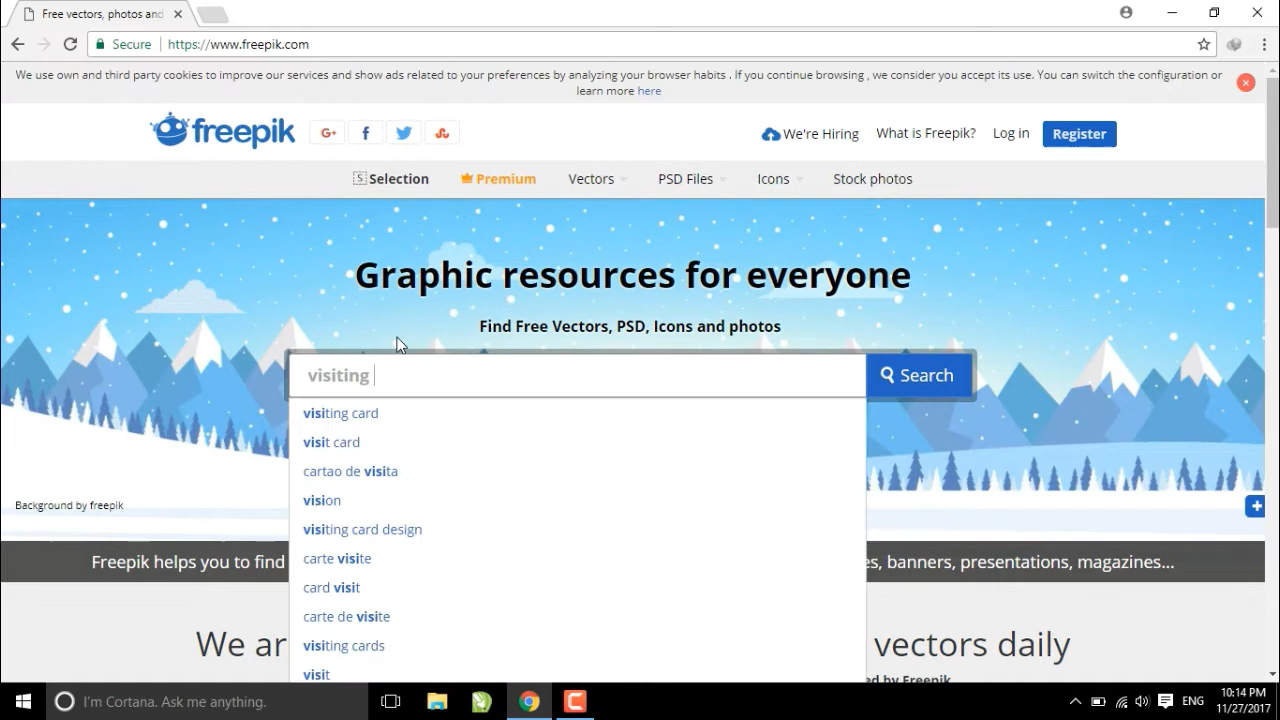 Free vectors, photos and
Secure https://www.freepik.com
We use own and third party cookies to improve our services and show ads related to your preferences by analyzing your browser habits . If you continue browsing , we consider you accept its use. You can switch the configuration or
learn more here
freepik
G+
We're Hiring What is Freepik? Log in Register
S Selection Premium Vectors PSD Files Icons Stock photos
Graphic resources for everyone
Find Free Vectors, PSD, Icons and photos
visiting Search
visiting card
visit card
cartao de visita
vision
visiting card design
carte visite
card visit
carte de visite
visiting cards
visit
Background by freepik
Freepik helps you to find
banners, presentations, magazines...
We
vectors daily
by Freepik
I'm Cortana. Ask me anything.
ENG
10:14 PM
11/27/2017